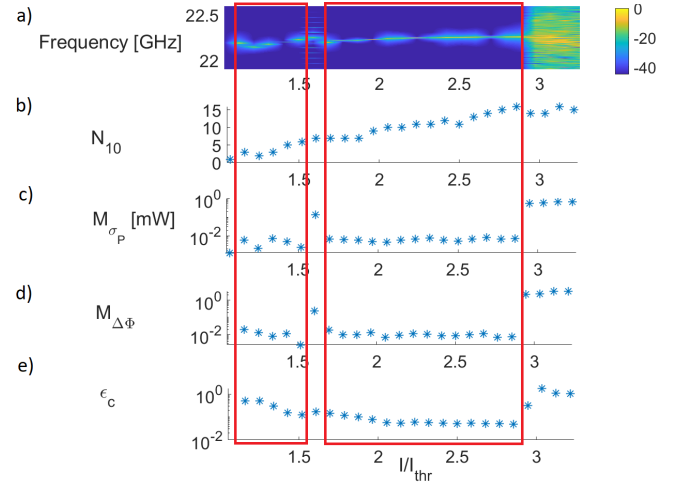 a)
Frequency [GHz]
22.5
22
0
-20
-40
1.5 2 2.5 3
b)
N10
15
10
5
0
1.5 2 2.5 3
c)
MσP [mW]
10^0
10^-2
1.5 2 2.5 3
d)
MΔΦ
10^0
10^-2
1.5 2 2.5 3
e)
ϵc
10^0
10^-2
1.5 2 2.5 3
I/Ithr